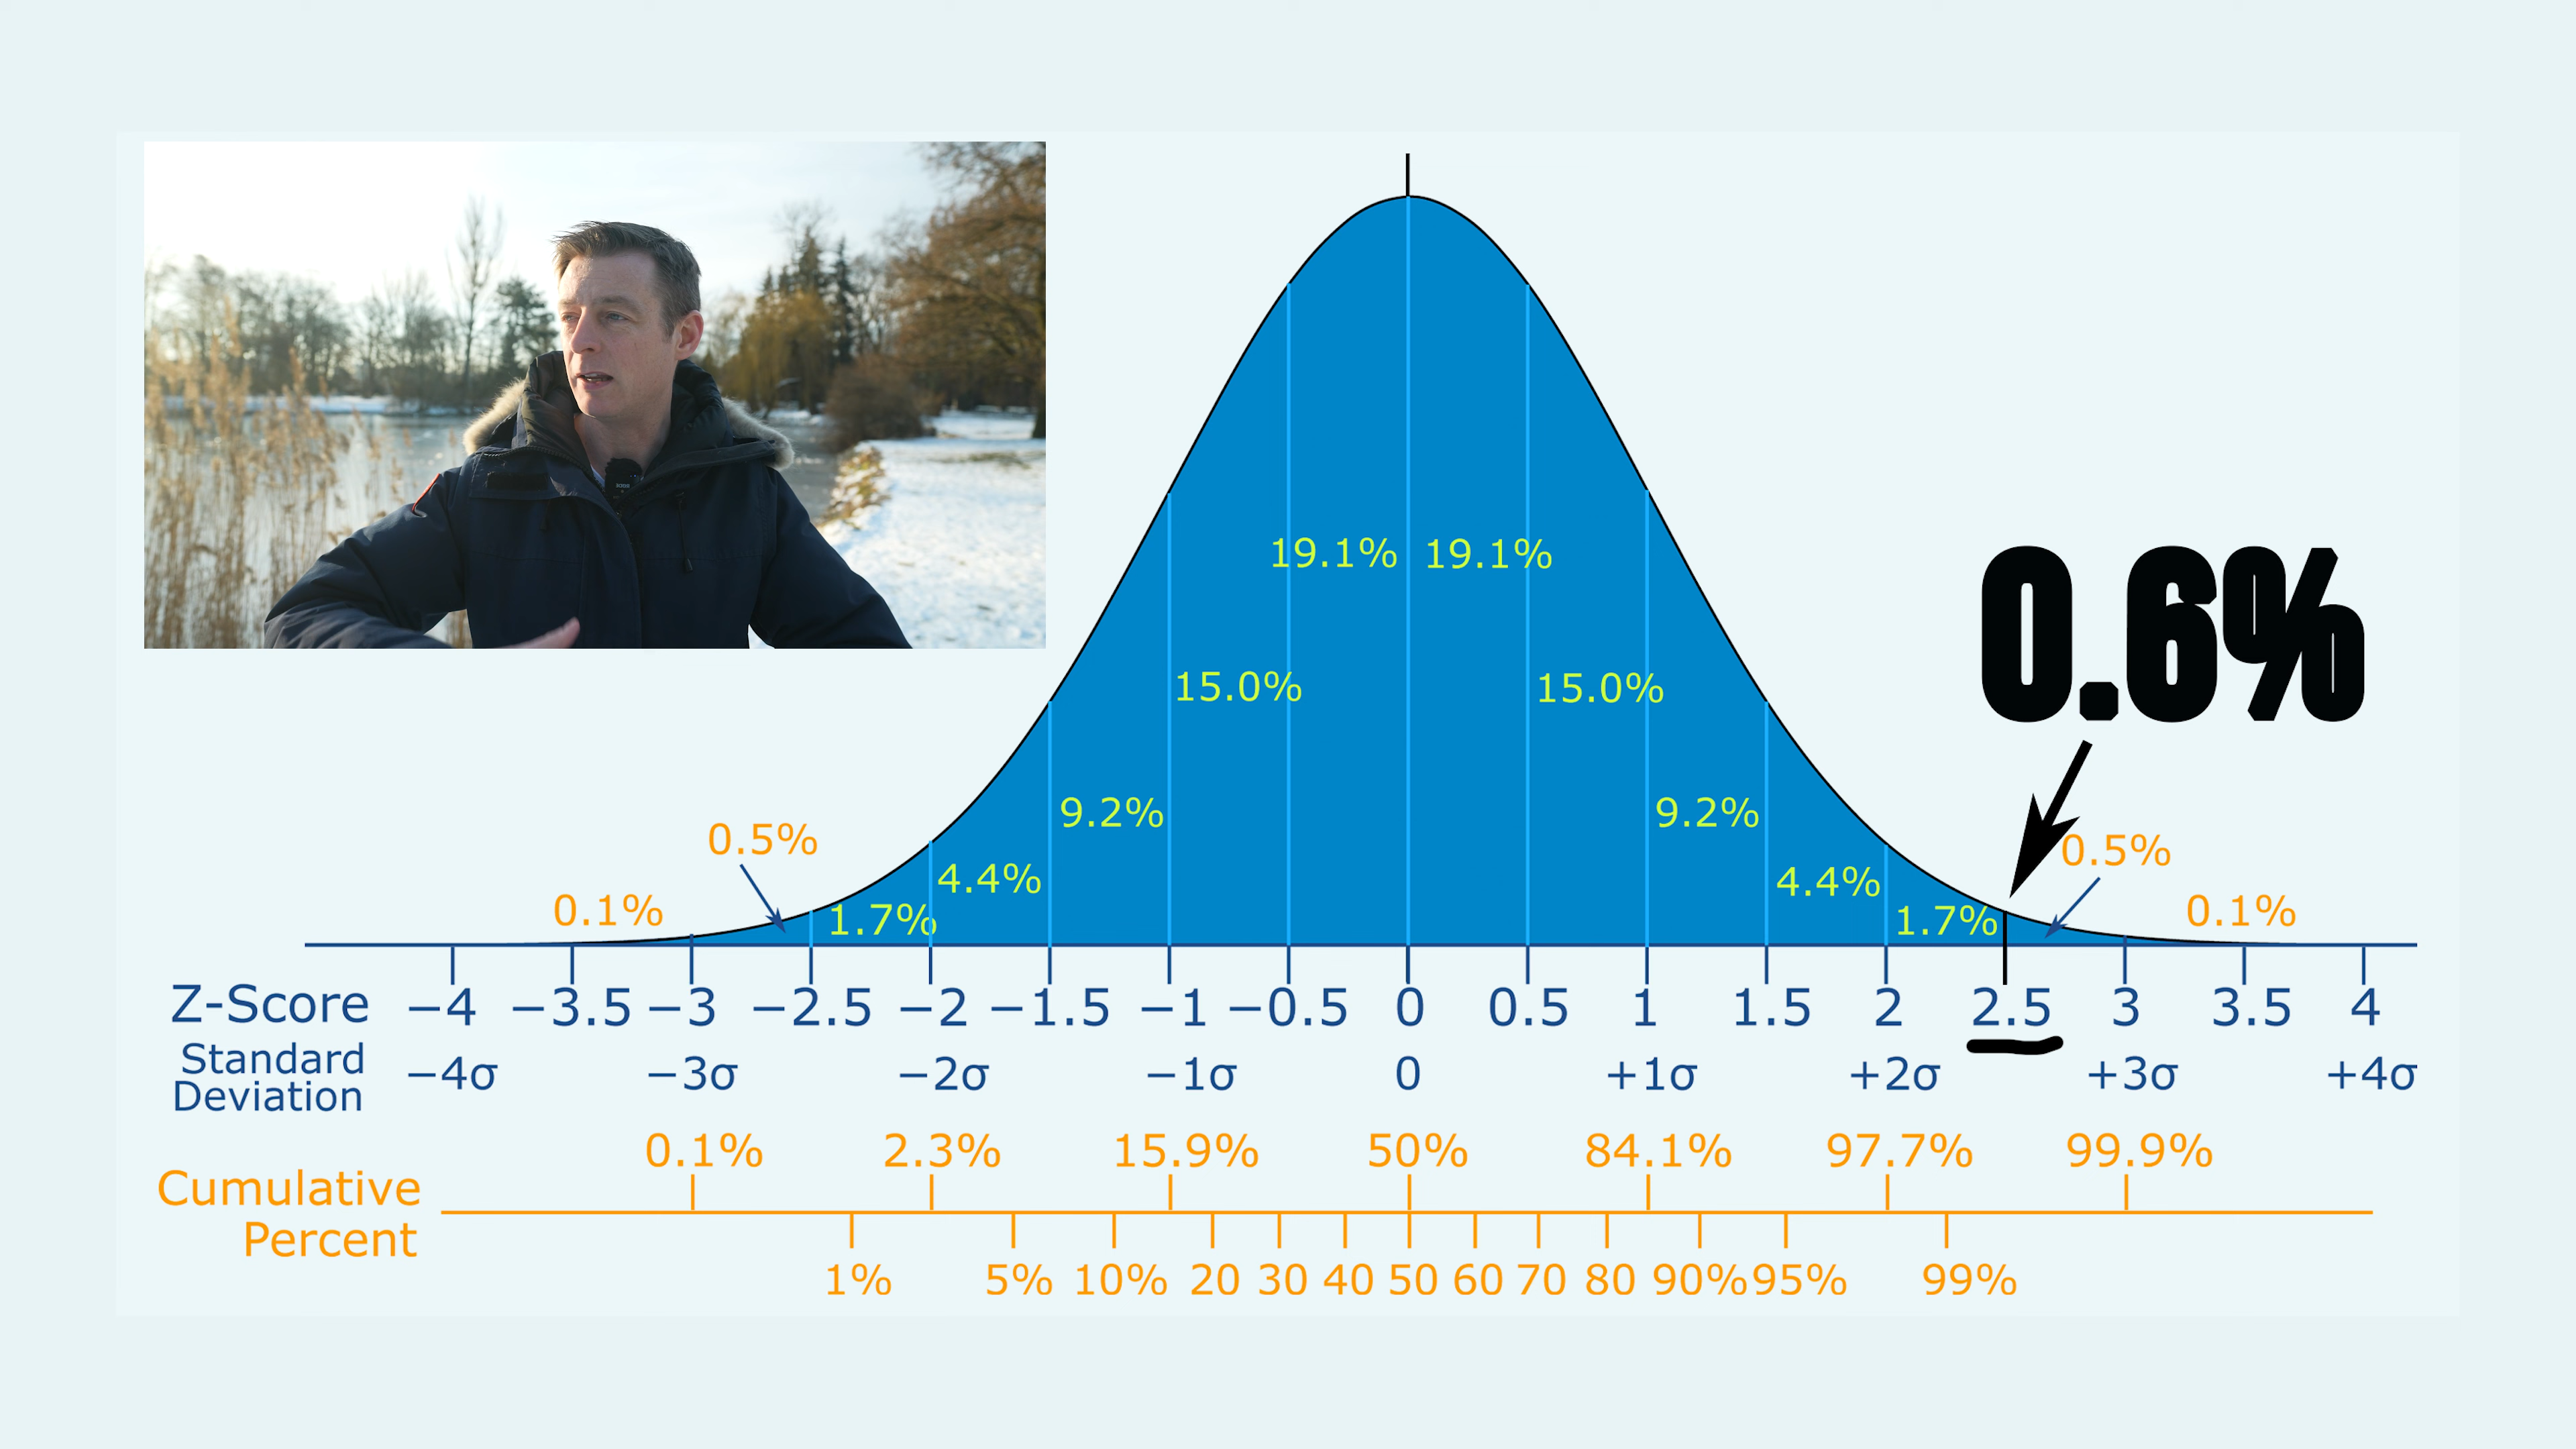 19.1% 19.1%
0.6%
15.0% 15.0%
9.2% 9.2%
0.5% 0.5%
4.4% 4.4%
0.1% 1.7% 1.7% 0.1%
Z-Score −4 −3.5 −3 −2.5 −2 −1.5 −1 −0.5 0 0.5 1 1.5 2 2.5 3 3.5 4
Standard
Deviation −4σ −3σ −2σ −1σ 0 +1σ +2σ +3σ +4σ
0.1% 2.3% 15.9% 50% 84.1% 97.7% 99.9%
Cumulative
Percent
1% 5% 10% 20 30 40 50 60 70 80 90% 95% 99%